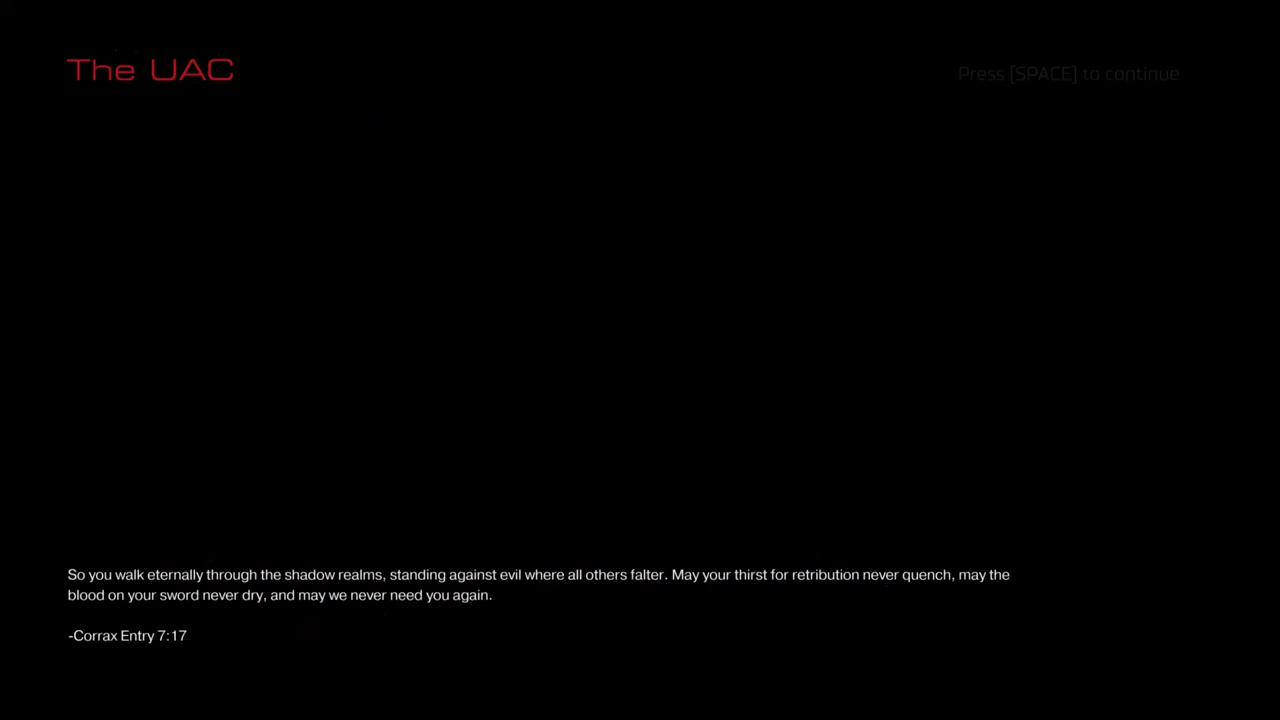 The UAC
Press [SPACE] to continue
So you walk eternally through the shadow realms, standing against evil where all others falter. May your thirst for retribution never quench, may the
blood on your sword never dry, and may we never need you again.
-Corrax Entry 7:17